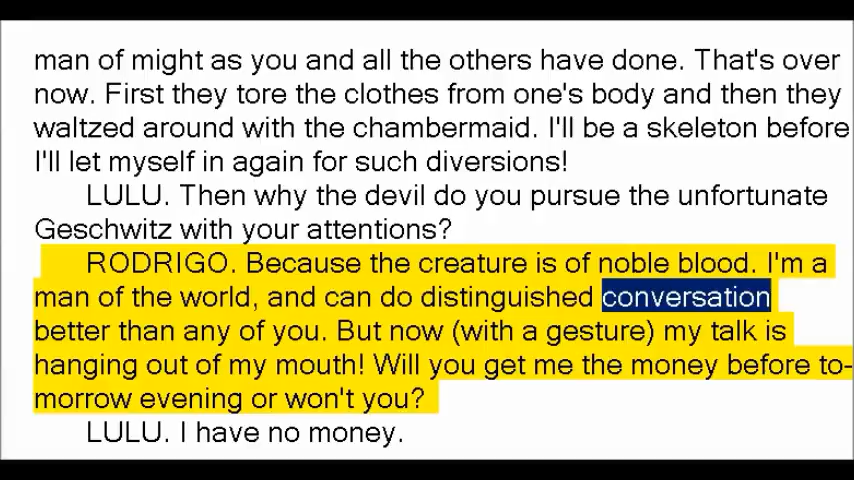 man of might as you and all the others have done. That's over
now. First they tore the clothes from one's body and then they
waltzed around with the chambermaid. I'll be a skeleton before
I'll let myself in again for such diversions!
LULU. Then why the devil do you pursue the unfortunate
Geschwitz with your attentions?
RODRIGO. Because the creature is of noble blood. I'm a
man of the world, and can do distinguished conversation
better than any of you. But now (with a gesture) my talk is
hanging out of my mouth! Will you get me the money before to-
morrow evening or won't you?
LULU. I have no money.